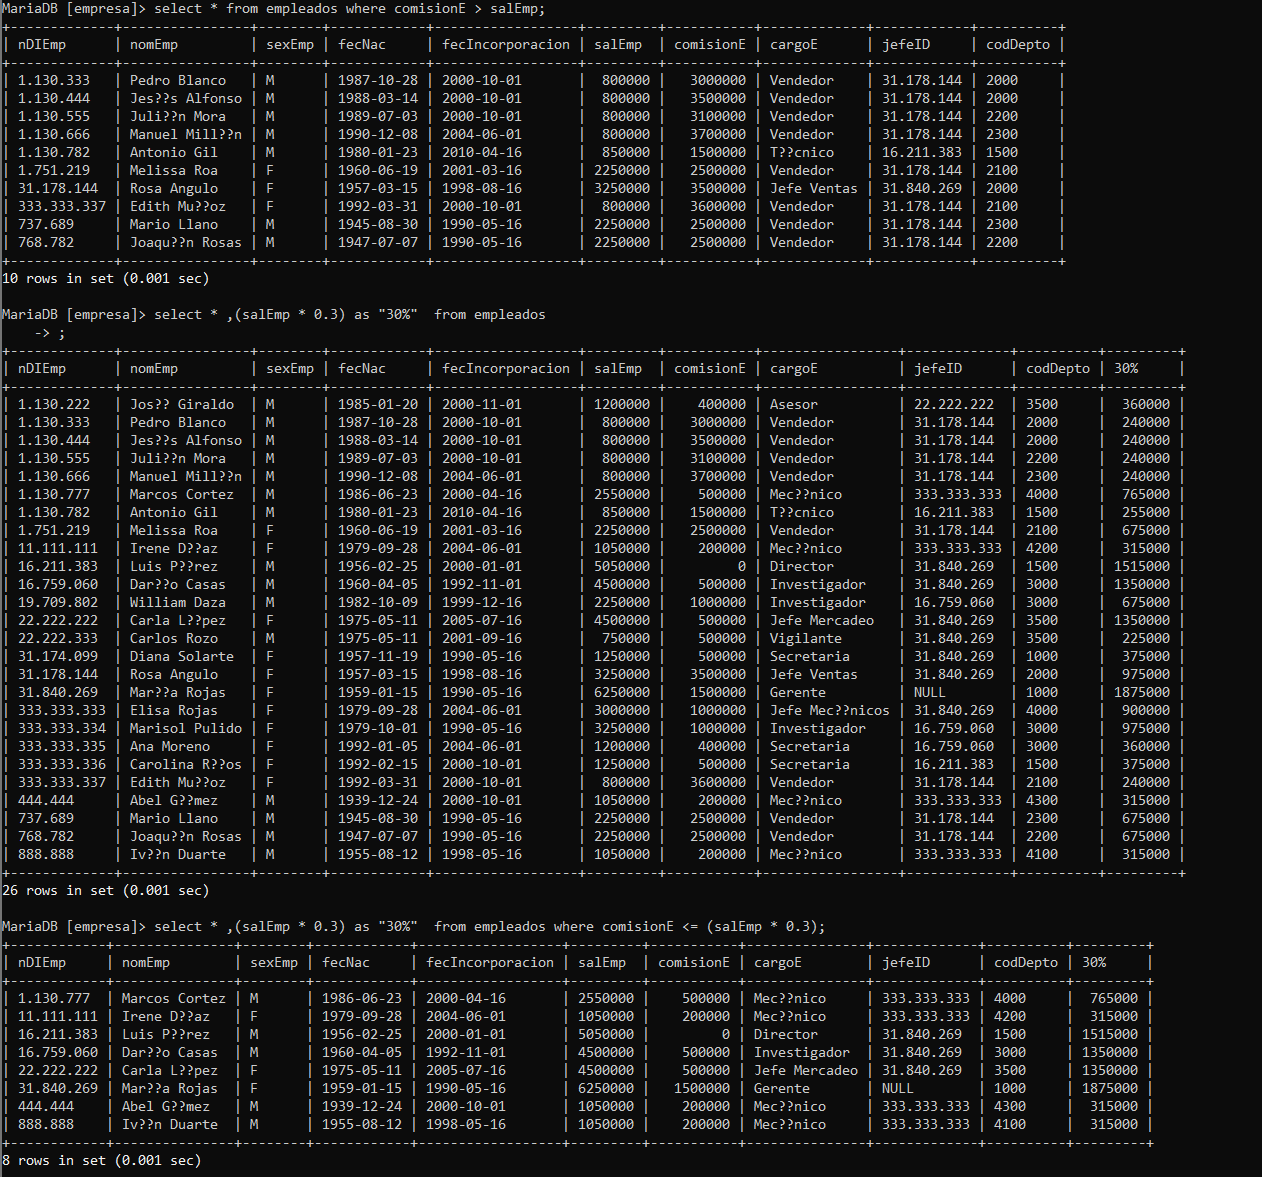 MariaDB [empresa]> select * from empleados where comisionE > salEmp;
+-------------+----------------+--------+------------+-----------------+---------+-----------+-------------+------------+----------+
| nDIEmp      | nomEmp         | sexEmp | fecNac     | fecIncorporacion | salEmp  | comisionE | cargoE      | jefeID     | codDepto |
+-------------+----------------+--------+------------+-----------------+---------+-----------+-------------+------------+----------+
| 1.130.333   | Pedro Blanco   | M      | 1987-10-28 | 2000-10-01       |  800000 |   3000000 | Vendedor    | 31.178.144 | 2000     |
| 1.130.444   | Jes??s Alfonso | M      | 1988-03-14 | 2000-10-01       |  800000 |   3500000 | Vendedor    | 31.178.144 | 2000     |
| 1.130.555   | Juli??n Mora   | M      | 1989-07-03 | 2000-10-01       |  800000 |   3100000 | Vendedor    | 31.178.144 | 2200     |
| 1.130.666   | Manuel Mill??n | M      | 1990-12-08 | 2004-06-01       |  800000 |   3700000 | Vendedor    | 31.178.144 | 2300     |
| 1.130.782   | Antonio Gil    | M      | 1980-01-23 | 2010-04-16       |  850000 |   1500000 | T??cnico    | 16.211.383 | 1500     |
| 1.751.219   | Melissa Roa    | F      | 1960-06-19 | 2001-03-16       | 2250000 |   2500000 | Vendedor    | 31.178.144 | 2100     |
| 31.178.144  | Rosa Angulo    | F      | 1957-03-15 | 1998-08-16       | 3250000 |   3500000 | Jefe Ventas | 31.840.269 | 2000     |
| 333.333.337 | Edith Mu??oz   | F      | 1992-03-31 | 2000-10-01       |  800000 |   3600000 | Vendedor    | 31.178.144 | 2100     |
| 737.689     | Mario Llano    | M      | 1945-08-30 | 1990-05-16       | 2250000 |   2500000 | Vendedor    | 31.178.144 | 2300     |
| 768.782     | Joaqu??n Rosas | M      | 1947-07-07 | 1990-05-16       | 2250000 |   2500000 | Vendedor    | 31.178.144 | 2200     |
+-------------+----------------+--------+------------+-----------------+---------+-----------+-------------+------------+----------+
10 rows in set (0.001 sec)
MariaDB [empresa]> select * ,(salEmp * 0.3) as "30%"  from empleados
    -> ;
+-------------+----------------+--------+------------+------------------+---------+-----------+----------------+-------------+----------+---------+
| nDIEmp      | nomEmp         | sexEmp | fecNac     | fecIncorporacion | salEmp  | comisionE | cargoE         | jefeID      | codDepto | 30%     |
+-------------+----------------+--------+------------+------------------+---------+-----------+----------------+-------------+----------+---------+
| 1.130.222   | Jos?? Giraldo  | M      | 1985-01-20 | 2000-11-01       | 1200000 |    400000 | Asesor         | 22.222.222  | 3500     |  360000 |
| 1.130.333   | Pedro Blanco   | M      | 1987-10-28 | 2000-10-01       |  800000 |   3000000 | Vendedor       | 31.178.144  | 2000     |  240000 |
| 1.130.444   | Jes??s Alfonso | M      | 1988-03-14 | 2000-10-01       |  800000 |   3500000 | Vendedor       | 31.178.144  | 2000     |  240000 |
| 1.130.555   | Juli??n Mora   | M      | 1989-07-03 | 2000-10-01       |  800000 |   3100000 | Vendedor       | 31.178.144  | 2200     |  240000 |
| 1.130.666   | Manuel Mill??n | M      | 1990-12-08 | 2004-06-01       |  800000 |   3700000 | Vendedor       | 31.178.144  | 2300     |  240000 |
| 1.130.777   | Marcos Cortez  | M      | 1986-06-23 | 2000-04-16       | 2550000 |    500000 | Mec??nico      | 333.333.333 | 4000     |  765000 |
| 1.130.782   | Antonio Gil    | M      | 1980-01-23 | 2010-04-16       |  850000 |   1500000 | T??cnico       | 16.211.383  | 1500     |  255000 |
| 1.751.219   | Melissa Roa    | F      | 1960-06-19 | 2001-03-16       | 2250000 |   2500000 | Vendedor       | 31.178.144  | 2100     |  675000 |
| 11.111.111  | Irene D??az    | F      | 1979-09-28 | 2004-06-01       | 1050000 |    200000 | Mec??nico      | 333.333.333 | 4200     |  315000 |
| 16.211.383  | Luis P??rez    | M      | 1956-02-25 | 2000-01-01       | 5050000 |         0 | Director       | 31.840.269  | 1500     | 1515000 |
| 16.759.060  | Dar??o Casas   | M      | 1960-04-05 | 1992-11-01       | 4500000 |    500000 | Investigador   | 31.840.269  | 3000     | 1350000 |
| 19.709.802  | William Daza   | M      | 1982-10-09 | 1999-12-16       | 2250000 |   1000000 | Investigador   | 16.759.060  | 3000     |  675000 |
| 22.222.222  | Carla L??pez   | F      | 1975-05-11 | 2005-07-16       | 4500000 |    500000 | Jefe Mercadeo  | 31.840.269  | 3500     | 1350000 |
| 22.222.333  | Carlos Rozo    | M      | 1975-05-11 | 2001-09-16       |  750000 |    500000 | Vigilante      | 31.840.269  | 3500     |  225000 |
| 31.174.099  | Diana Solarte  | F      | 1957-11-19 | 1990-05-16       | 1250000 |    500000 | Secretaria     | 31.840.269  | 1000     |  375000 |
| 31.178.144  | Rosa Angulo    | F      | 1957-03-15 | 1998-08-16       | 3250000 |   3500000 | Jefe Ventas    | 31.840.269  | 2000     |  975000 |
| 31.840.269  | Mar??a Rojas   | F      | 1959-01-15 | 1990-05-16       | 6250000 |   1500000 | Gerente        | NULL        | 1000     | 1875000 |
| 333.333.333 | Elisa Rojas    | F      | 1979-09-28 | 2004-06-01       | 3000000 |   1000000 | Jefe Mec??nicos | 31.840.269  | 4000     |  900000 |
| 333.333.334 | Marisol Pulido | F      | 1979-10-01 | 1990-05-16       | 3250000 |   1000000 | Investigador   | 16.759.060  | 3000     |  975000 |
| 333.333.335 | Ana Moreno     | F      | 1992-01-05 | 2004-06-01       | 1200000 |    400000 | Secretaria     | 16.759.060  | 3000     |  360000 |
| 333.333.336 | Carolina R??os | F      | 1992-02-15 | 2000-10-01       | 1250000 |    500000 | Secretaria     | 16.211.383  | 1500     |  375000 |
| 333.333.337 | Edith Mu??oz   | F      | 1992-03-31 | 2000-10-01       |  800000 |   3600000 | Vendedor       | 31.178.144  | 2100     |  240000 |
| 444.444     | Abel G??mez    | M      | 1939-12-24 | 2000-10-01       | 1050000 |    200000 | Mec??nico      | 333.333.333 | 4300     |  315000 |
| 737.689     | Mario Llano    | M      | 1945-08-30 | 1990-05-16       | 2250000 |   2500000 | Vendedor       | 31.178.144  | 2300     |  675000 |
| 768.782     | Joaqu??n Rosas | M      | 1947-07-07 | 1990-05-16       | 2250000 |   2500000 | Vendedor       | 31.178.144  | 2200     |  675000 |
| 888.888     | Iv??n Duarte   | M      | 1955-08-12 | 1998-05-16       | 1050000 |    200000 | Mec??nico      | 333.333.333 | 4100     |  315000 |
+-------------+----------------+--------+------------+------------------+---------+-----------+----------------+-------------+----------+---------+
26 rows in set (0.001 sec)
MariaDB [empresa]> select * ,(salEmp * 0.3) as "30%"  from empleados where comisionE <= (salEmp * 0.3);
+------------+---------------+--------+------------+------------------+---------+-----------+---------------+-------------+----------+---------+
| nDIEmp     | nomEmp        | sexEmp | fecNac     | fecIncorporacion | salEmp  | comisionE | cargoE        | jefeID      | codDepto | 30%     |
+------------+---------------+--------+------------+------------------+---------+-----------+---------------+-------------+----------+---------+
| 1.130.777  | Marcos Cortez | M      | 1986-06-23 | 2000-04-16       | 2550000 |    500000 | Mec??nico     | 333.333.333 | 4000     |  765000 |
| 11.111.111 | Irene D??az   | F      | 1979-09-28 | 2004-06-01       | 1050000 |    200000 | Mec??nico     | 333.333.333 | 4200     |  315000 |
| 16.211.383 | Luis P??rez   | M      | 1956-02-25 | 2000-01-01       | 5050000 |         0 | Director      | 31.840.269  | 1500     | 1515000 |
| 16.759.060 | Dar??o Casas  | M      | 1960-04-05 | 1992-11-01       | 4500000 |    500000 | Investigador  | 31.840.269  | 3000     | 1350000 |
| 22.222.222 | Carla L??pez  | F      | 1975-05-11 | 2005-07-16       | 4500000 |    500000 | Jefe Mercadeo | 31.840.269  | 3500     | 1350000 |
| 31.840.269 | Mar??a Rojas  | F      | 1959-01-15 | 1990-05-16       | 6250000 |   1500000 | Gerente       | NULL        | 1000     | 1875000 |
| 444.444    | Abel G??mez   | M      | 1939-12-24 | 2000-10-01       | 1050000 |    200000 | Mec??nico     | 333.333.333 | 4300     |  315000 |
| 888.888    | Iv??n Duarte  | M      | 1955-08-12 | 1998-05-16       | 1050000 |    200000 | Mec??nico     | 333.333.333 | 4100     |  315000 |
+------------+---------------+--------+------------+------------------+---------+-----------+---------------+-------------+----------+---------+
8 rows in set (0.001 sec)